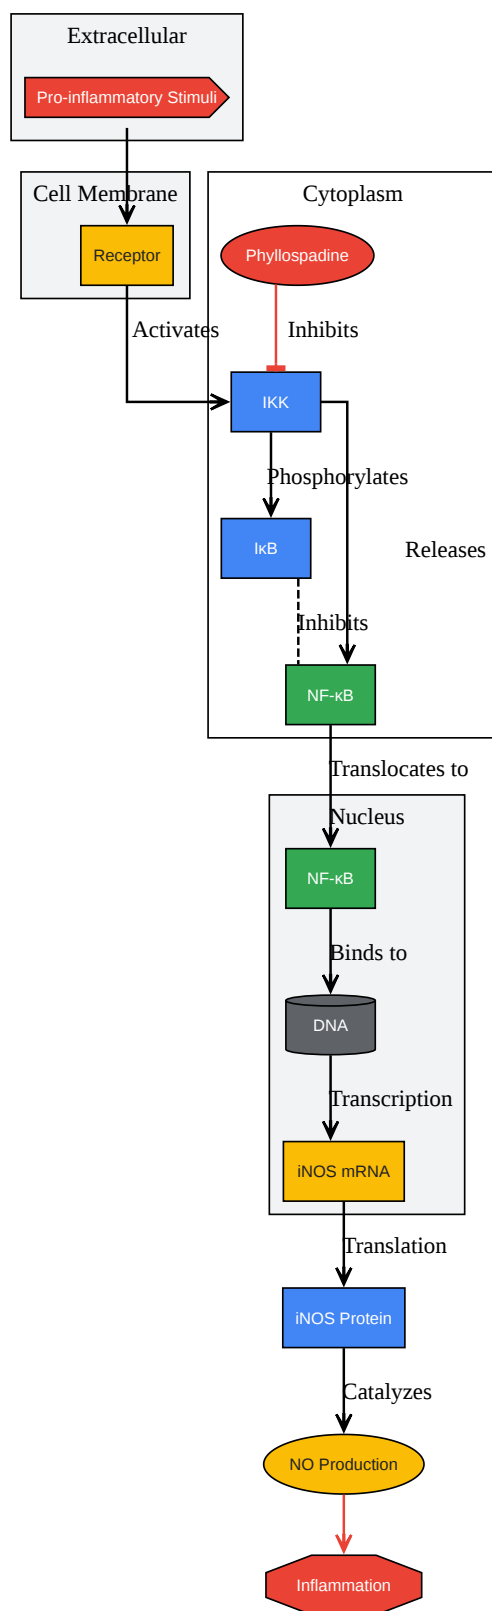 Extracellular
Pro-inflammatory Stimuli
Cell Membrane
Cytoplasm
Receptor
Phyllospadine
Activates
Inhibits
IKK
Phosphorylates
IκB
Releases
Inhibits
NF-κB
Translocates to
Nucleus
NF-κB
Binds to
DNA
Transcription
iNOS mRNA
Translation
iNOS Protein
Catalyzes
NO Production
Inflammation